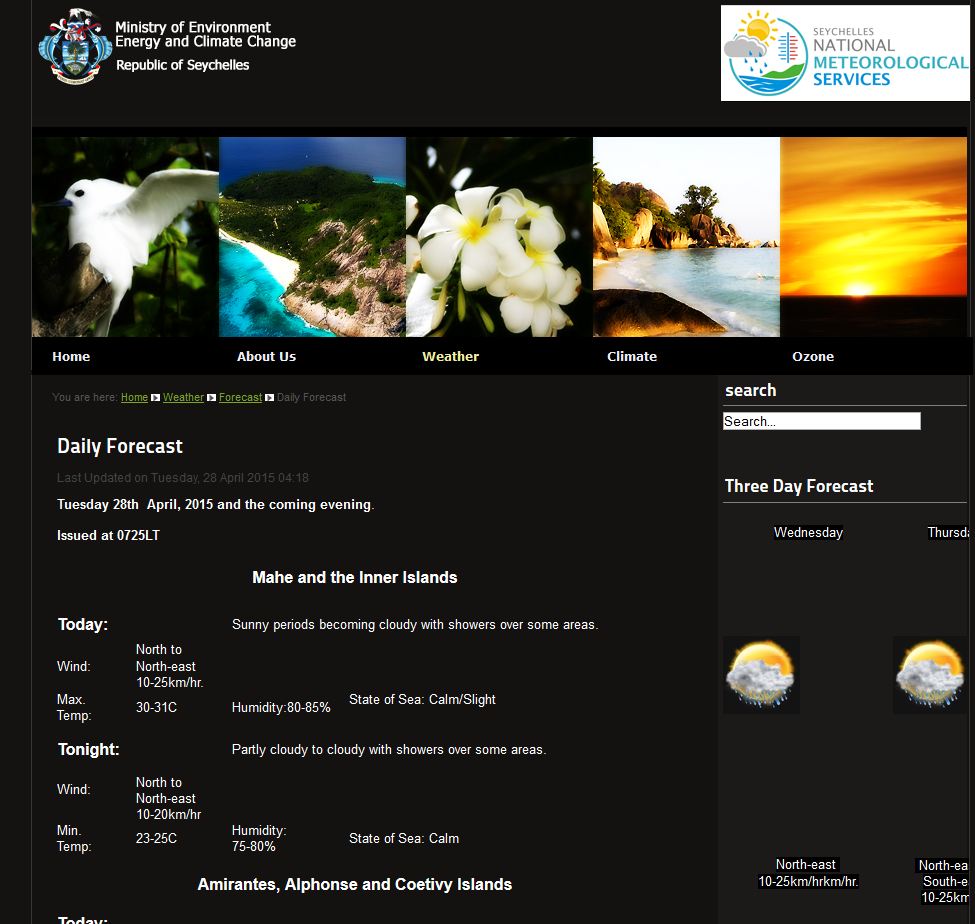 Ministry of Environment
Energy and Climate Change
Republic of Seychelles
SEYCHELLES
NATIONAL
METEOROLOGICAL
SERVICES
Home About Us Weather Climate Ozone
You are here: Home Weather Forecast Daily Forecast
Daily Forecast
Last Updated on Tuesday, 28 April 2015 04:18
Tuesday 28th April, 2015 and the coming evening.
Issued at 0725LT
Mahe and the Inner Islands
Today: Sunny periods becoming cloudy with showers over some areas.
Wind: North to
North-east
10-25km/hr.
Max.
Temp: 30-31C Humidity:80-85% State of Sea: Calm/Slight
Tonight: Partly cloudy to cloudy with showers over some areas.
Wind: North to
North-east
10-20km/hr
Min.
Temp: 23-25C Humidity:
75-80% State of Sea: Calm
Amirantes, Alphonse and Coetivy Islands
Today:
search
Search...
Three Day Forecast
Wednesday Thursda
North-east
10-25km/hrkm/hr.
North-ea
South-e
10-25km